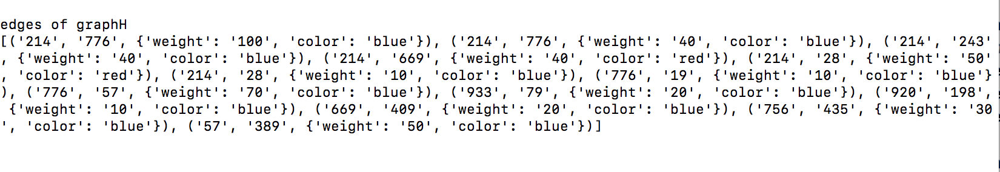 edges of graphH
[('214', '776', {'weight': '100', 'color': 'blue'}), ('214', '776', {'weight': '40', 'color': 'blue'}), ('214', '243'
, {'weight': '40', 'color': 'blue'}), ('214', '669', {'weight': '40', 'color': 'red'}), ('214', '28', {'weight': '50'
, 'color': 'red'}), ('214', '28', {'weight': '10', 'color': 'blue'}), ('776', '19', {'weight': '10', 'color': 'blue'}
), ('776', '57', {'weight': '70', 'color': 'blue'}), ('933', '79', {'weight': '20', 'color': 'blue'}), ('920', '198',
 {'weight': '10', 'color': 'blue'}), ('669', '409', {'weight': '20', 'color': 'blue'}), ('756', '435', {'weight': '30
', 'color': 'blue'}), ('57', '389', {'weight': '50', 'color': 'blue'})]